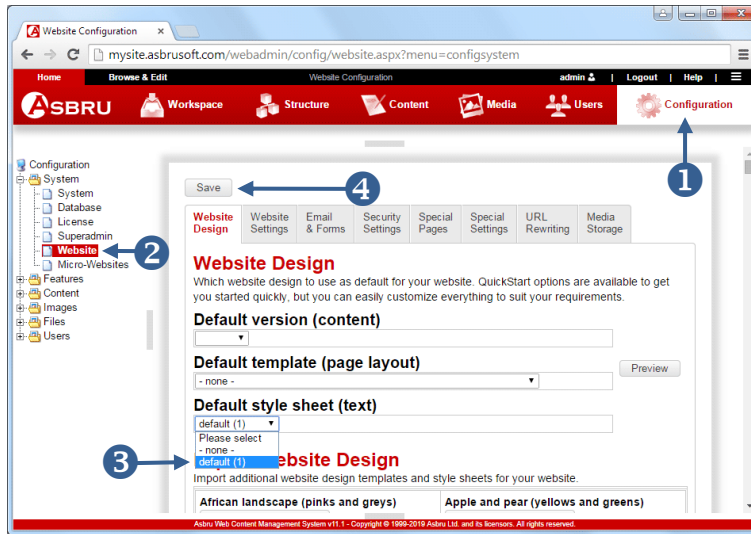 Website Configuration
mysite.asbrusoft.com/webadmin/config/website.aspx?menu=configsystem
Home Browse & Edit Website Configuration admin | Logout | Help |
ASBRU Workspace Structure Content Media Users Configuration
1
Configuration
System
System
Database
License
Superadmin
Website
Micro-Websites
Features
Content
Images
Files
Users
2
Save
4
Website Design
Website Settings
Email & Forms
Security Settings
Special Pages
Special Settings
URL Rewriting
Media Storage
Website Design
Which website design to use as default for your website. QuickStart options are available to get
you started quickly, but you can easily customize everything to suit your requirements.
Default version (content)
Default template (page layout)
- none -
Preview
Default style sheet (text)
default (1)
Please select
- none -
default (1)
3
ebsite Design
Import additional website design templates and style sheets for your website.
African landscape (pinks and greys) Apple and pear (yellows and greens)
Asbru Web Content Management System v11.1 - Copyright © 1999-2019 Asbru Ltd. and its licensors. All rights reserved.